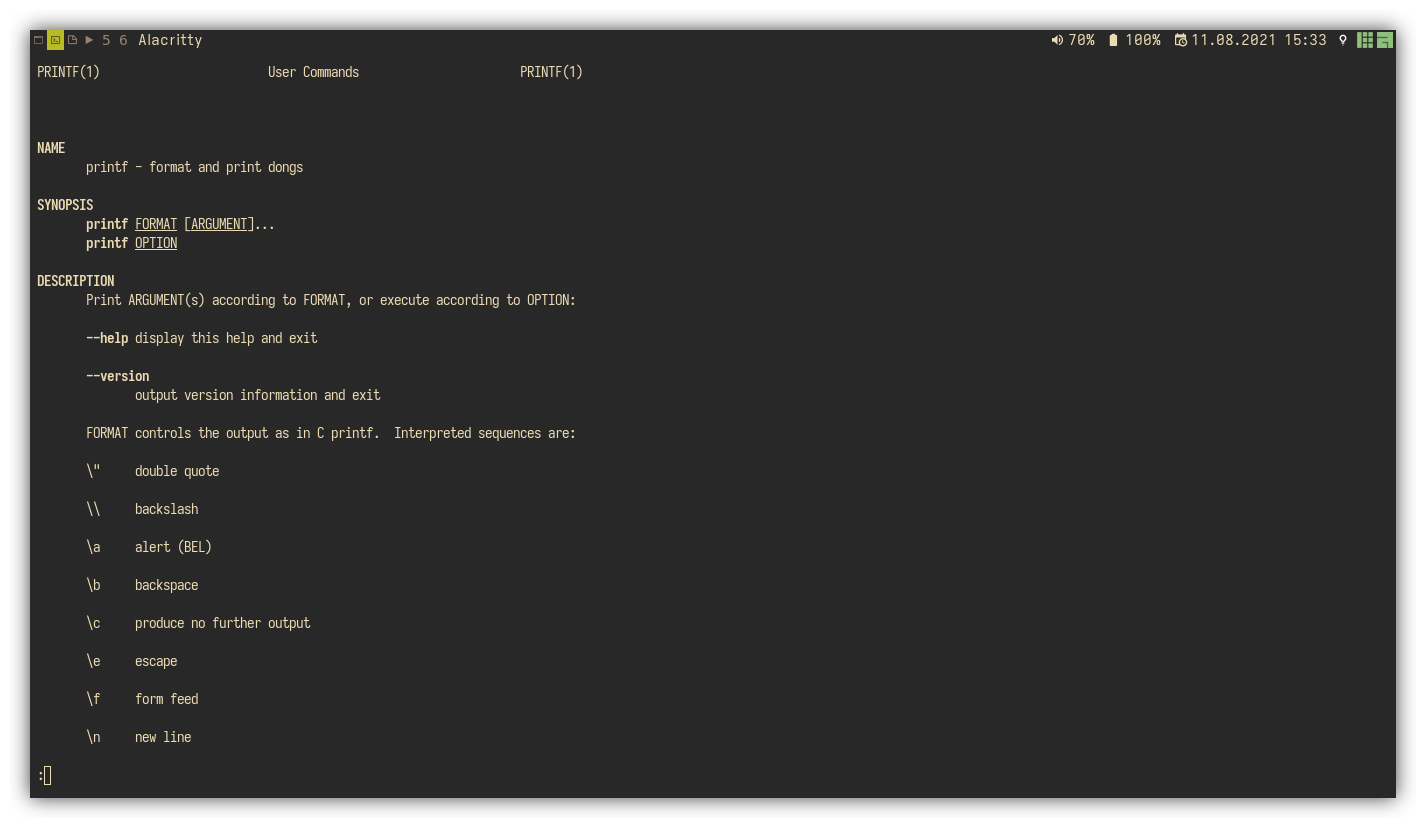 5 6 Alacritty 70% 100% 11.08.2021 15:33
PRINTF(1) User Commands PRINTF(1)
NAME
printf - format and print dongs
SYNOPSIS
printf FORMAT [ARGUMENT]...
printf OPTION
DESCRIPTION
Print ARGUMENT(s) according to FORMAT, or execute according to OPTION:
--help display this help and exit
--version
output version information and exit
FORMAT controls the output as in C printf.  Interpreted sequences are:
\" double quote
\\ backslash
\a alert (BEL)
\b backspace
\c produce no further output
\e escape
\f form feed
\n new line
: